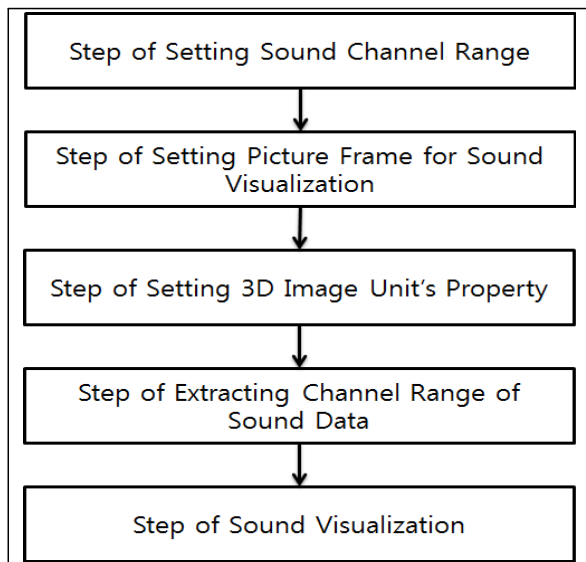 Step of Setting Sound Channel Range
Step of Setting Picture Frame for Sound
Visualization
Step of Setting 3D Image Unit's Property
Step of Extracting Channel Range of
Sound Data
Step of Sound Visualization